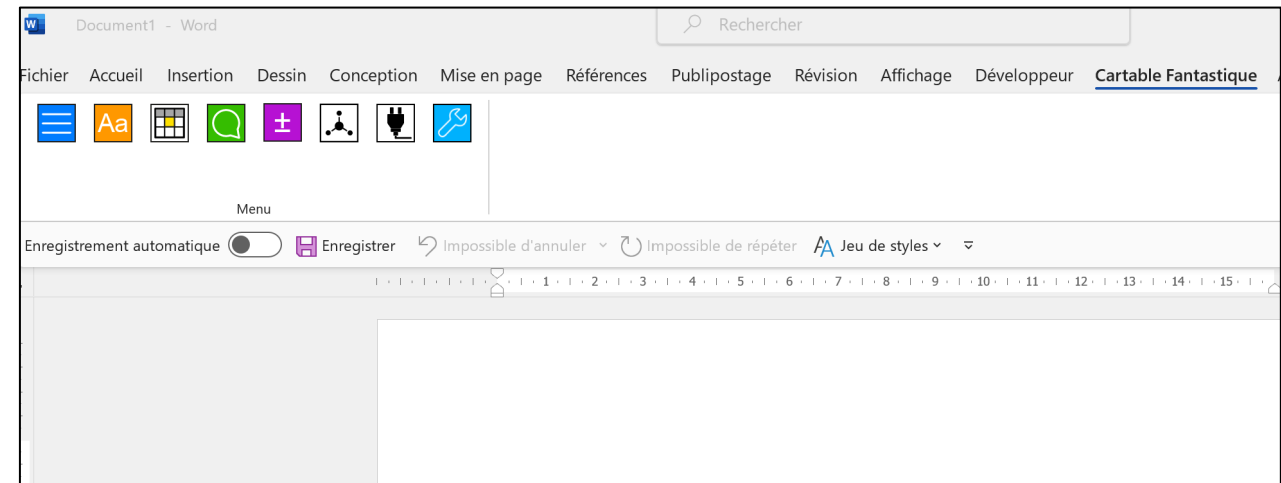 Document1 - Word
Rechercher
Fichier Accueil Insertion Dessin Conception Mise en page Références Publipostage Révision Affichage Développeur Cartable Fantastique
Aa ±
Menu
Enregistrement automatique Enregistrer Impossible d'annuler Impossible de répéter Jeu de styles
1 2 3 4 5 6 7 8 9 10 11 12 13 14 15